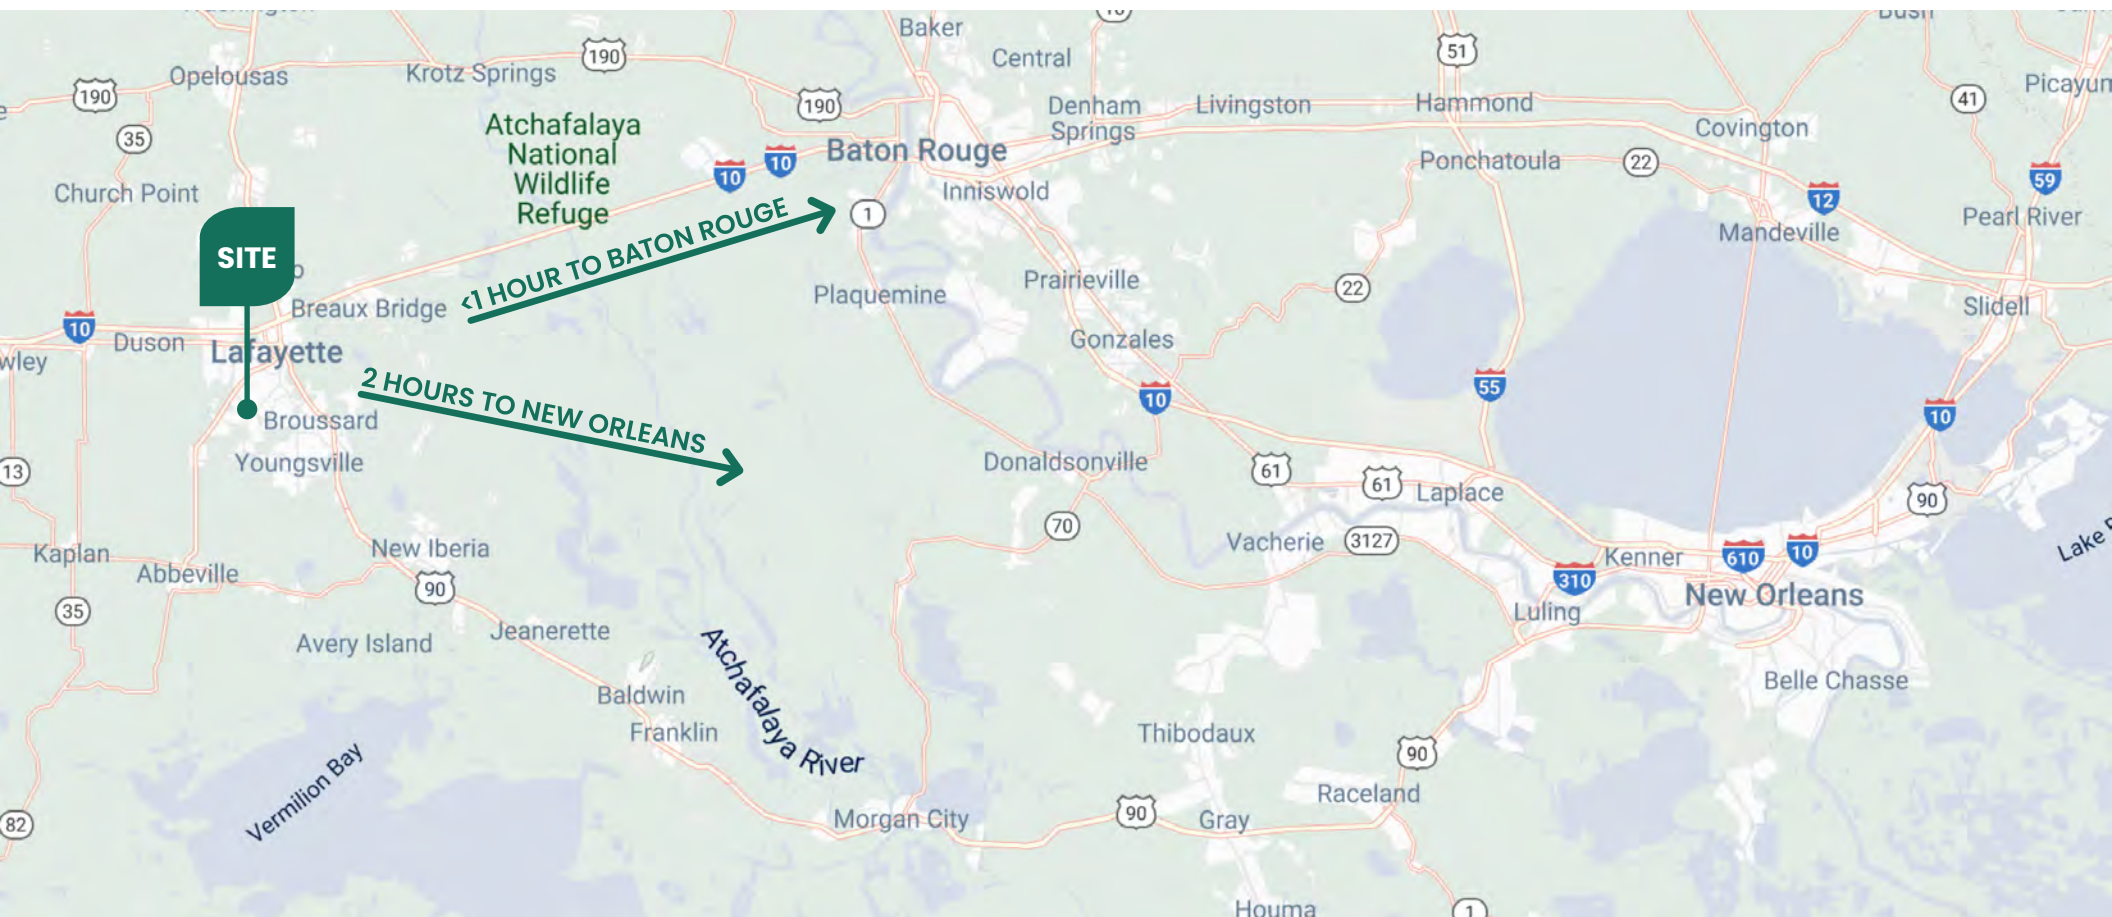 Baker
Central
51
190
Opelousas
Krotz Springs
190
190
35
41
Denham
Springs
Livingston
Hammond
Covington
Atchafalaya
National
Wildlife
Refuge
10
10
Baton Rouge
Ponchatoula
22
59
Church Point
Inniswold
12
1
Pearl River
Mandeville
SITE
<1 HOUR TO BATON ROUGE
Plaquemine
Prairieville
22
Slidell
Breaux Bridge
10
Duson
Lafayette
Gonzales
2 HOURS TO NEW ORLEANS
10
55
10
Broussard
Youngsville
13
Donaldsonville
61
61
Laplace
90
70
Vacherie
3127
Kaplan
Abbeville
New Iberia
90
Kenner
610
10
310
New Orleans
Luling
35
Avery Island
Jeanerette
Atchafalaya River
Baldwin
Franklin
Belle Chasse
Vermilion Bay
Thibodaux
90
Raceland
82
Morgan City
90
Gray
Houma
1
Lake